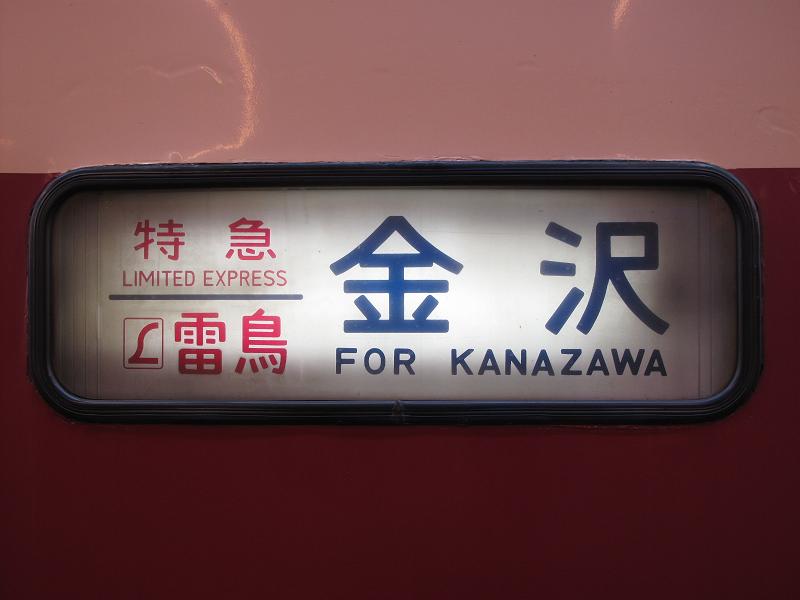 特急
LIMITED EXPRESS
L 雷鳥
金沢
FOR KANAZAWA